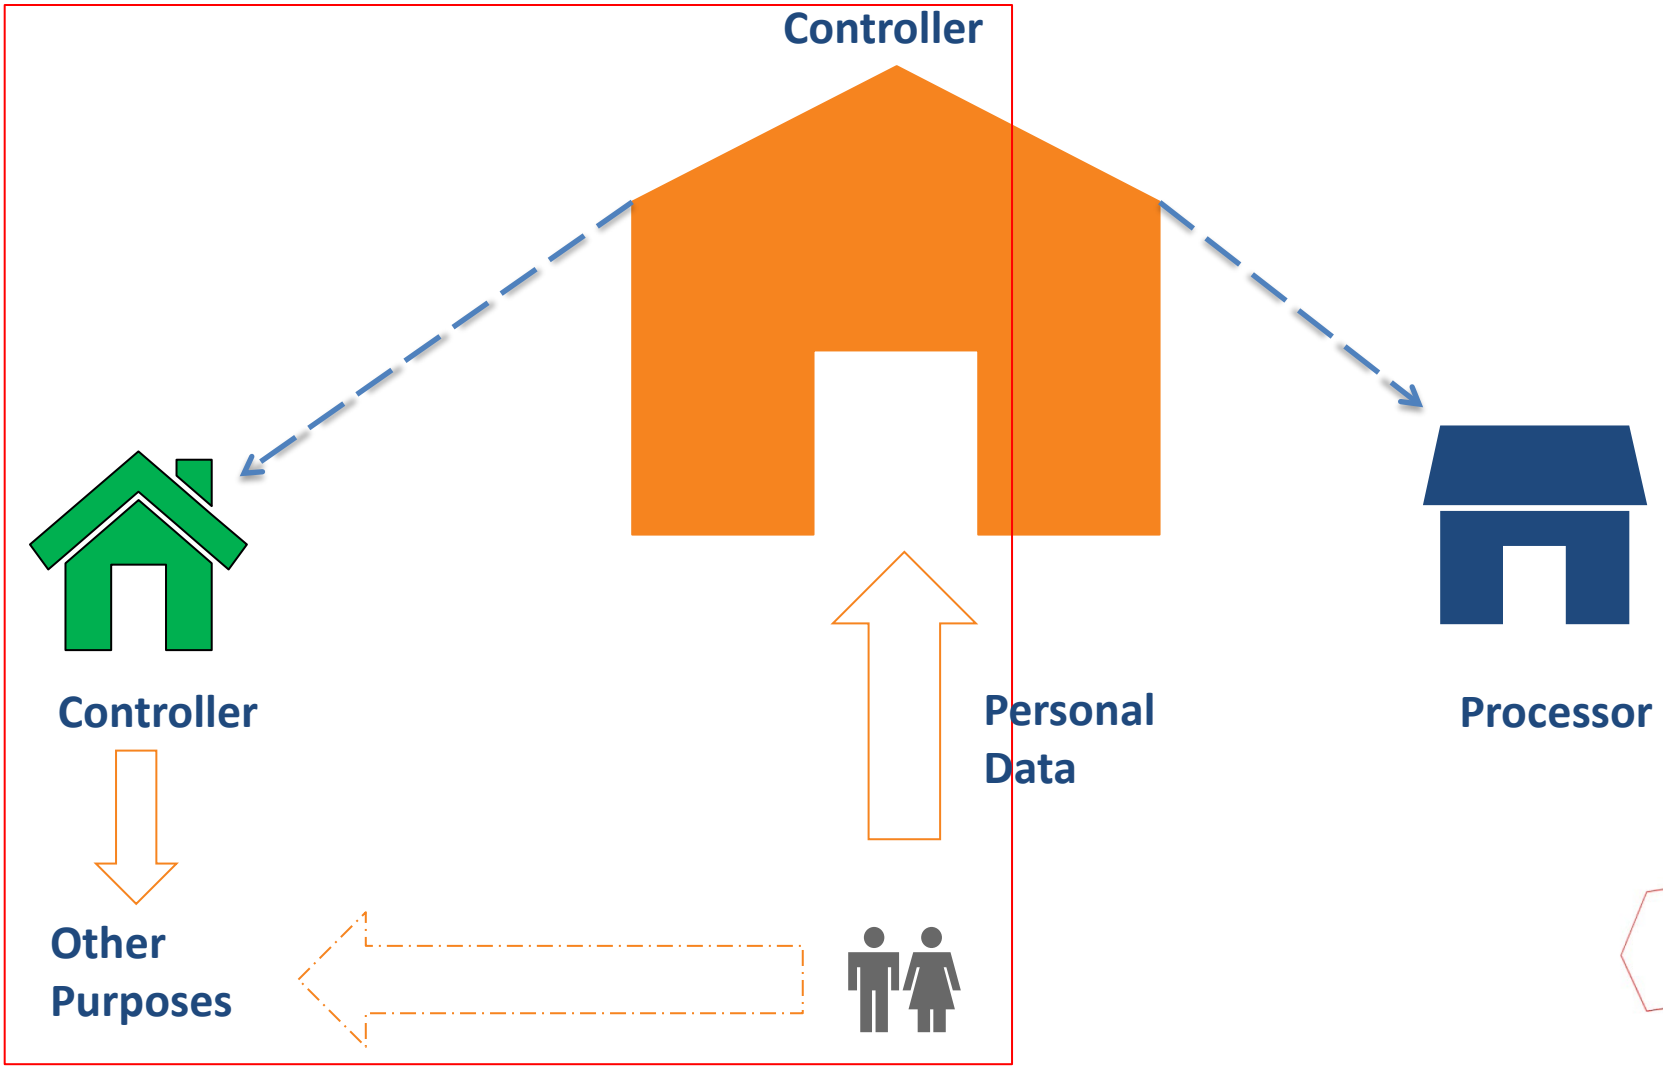 Controller
Controller
Personal
Data
Processor
Other
Purposes